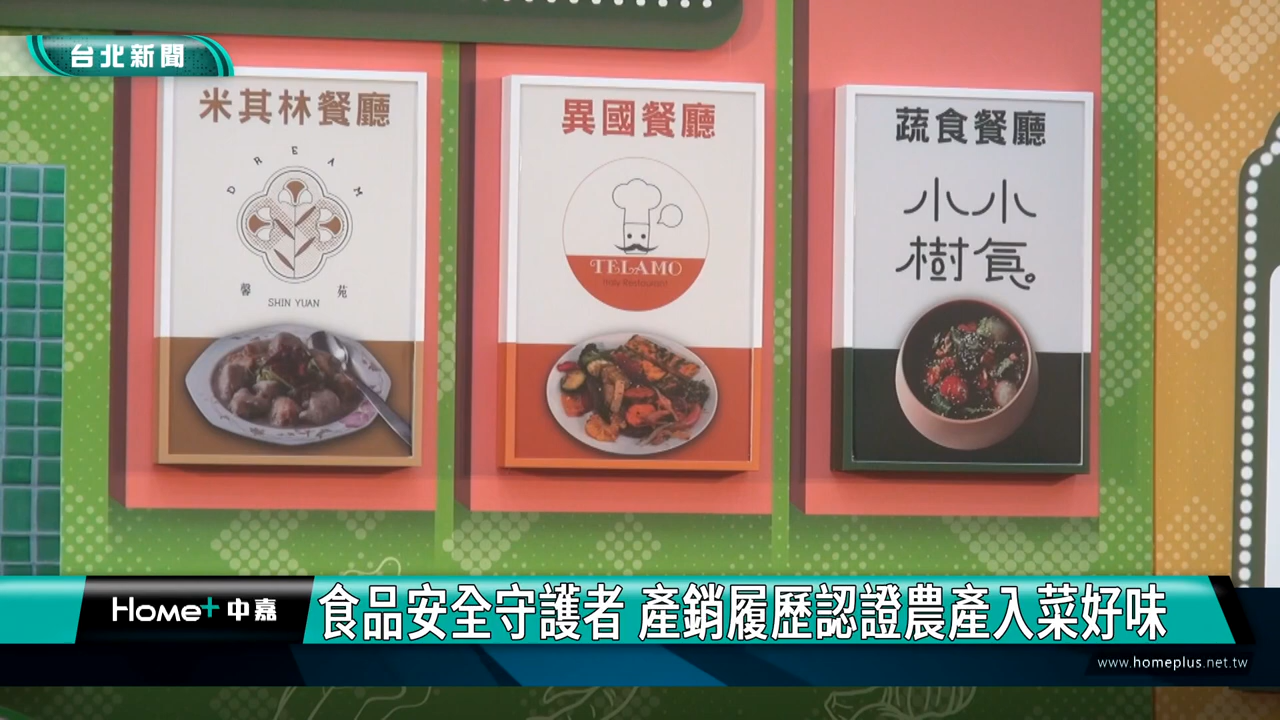 台北新聞
米其林餐廳
DREAM
馨苑
SHIN YUAN
異國餐廳
TELAMO
Italy Restaurant
蔬食餐廳
小小
樹食。
Home+ 中嘉
食品安全守護者 產銷履歷認證農產入菜好味
www.homeplus.net.tw